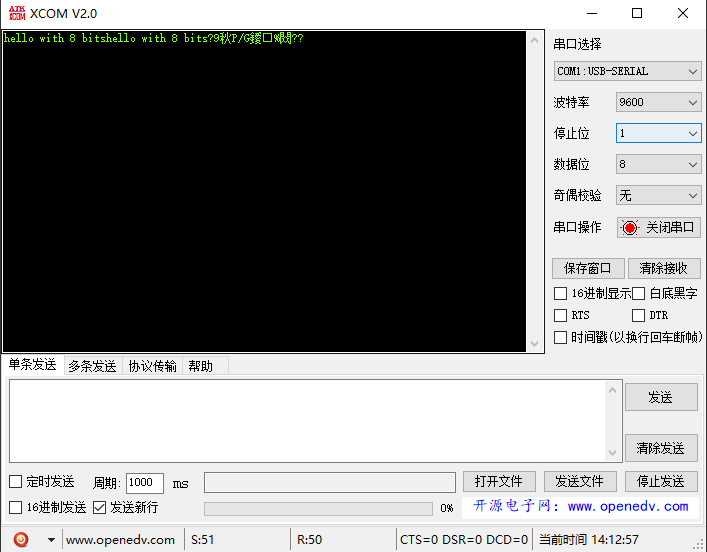 ATK
XCOM
XCOM V2.0
hello with 8 bitshello with 8 bits?9秋'P/G鍐口%
??
串口选择
COM1:USB-SERIAL
波特率
9600
停止位
1
数据位
8
奇偶校验
无
串口操作
关闭串口
保存窗口
清除接收
16进制显示
白底黑字
RTS
DTR
时间戳(以换行回车断帧)
单条发送
多条发送
协议传输
帮助
发送
清除发送
定时发送
周期:
1000
ms
打开文件
发送文件
停止发送
16进制发送
发送新行
0%
开源电子网：www.openedv.com
www.openedv.com
S:51
R:50
CTS=0 DSR=0 DCD=0
当前时间 14:12:57